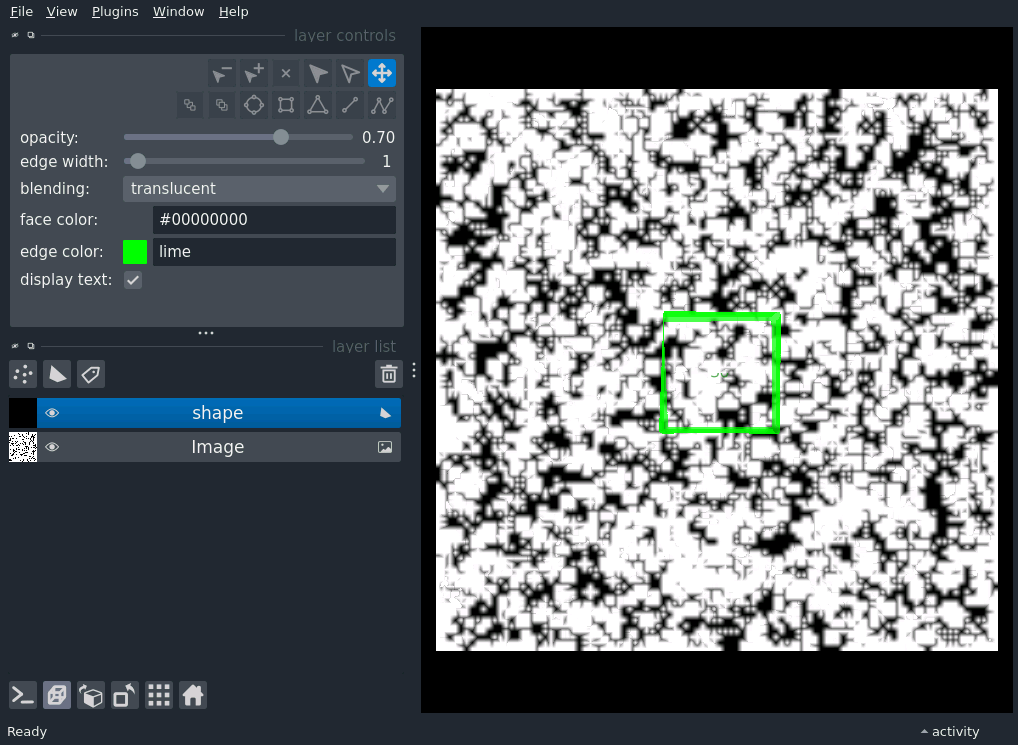 File View Plugins Window Help
layer controls
opacity: 0.70
edge width: 1
blending: translucent
face color: #00000000
edge color: lime
display text:
layer list
shape
Image
Ready
activity